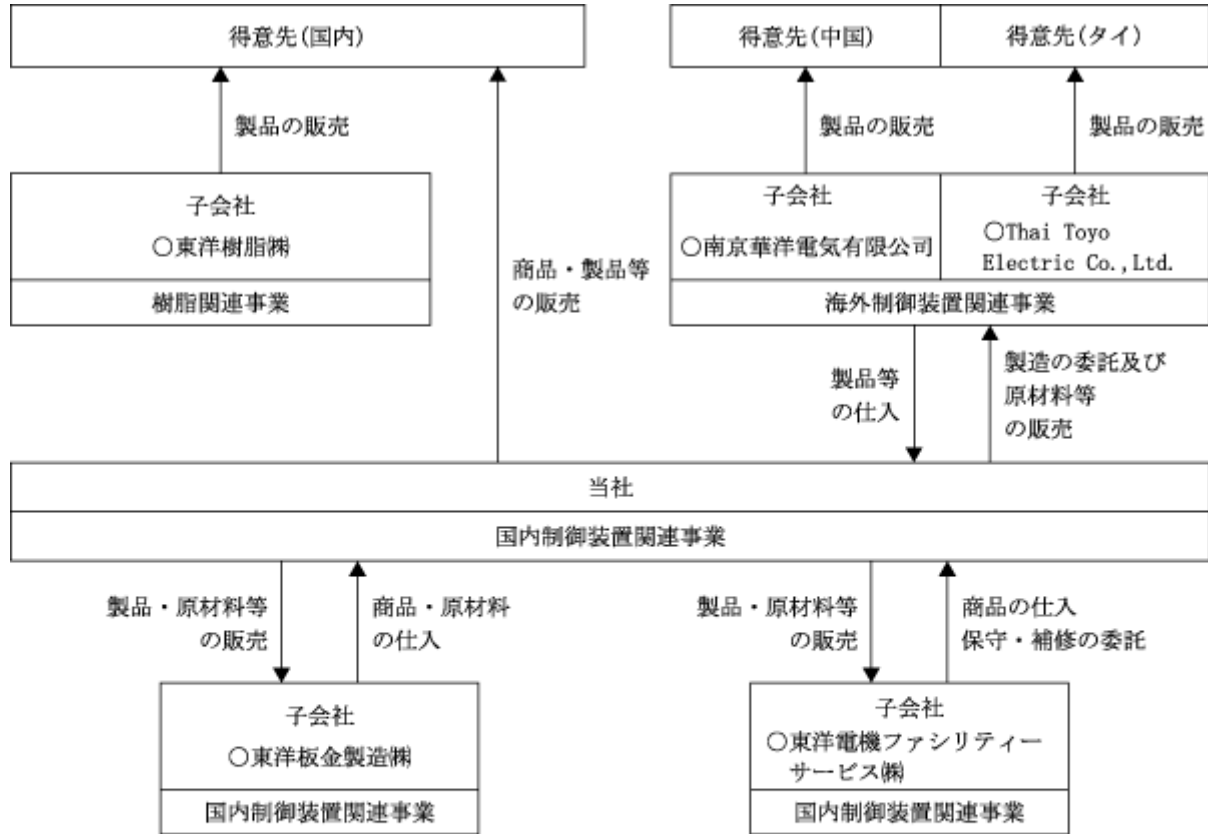 得意先(国内)
得意先(中国)
得意先(タイ)
製品の販売
製品の販売
製品の販売
子会社
○東洋樹脂㈱
樹脂関連事業
商品・製品等
の販売
子会社
○南京華洋電気有限公司
子会社
○Thai Toyo
Electric Co.,Ltd.
海外制御装置関連事業
製品等
の仕入
製造の委託及び
原材料等
の販売
当社
国内制御装置関連事業
製品・原材料等
の販売
商品・原材料
の仕入
製品・原材料等
の販売
商品の仕入
保守・補修の委託
子会社
○東洋板金製造㈱
国内制御装置関連事業
子会社
○東洋電機ファシリティー
サービス㈱
国内制御装置関連事業